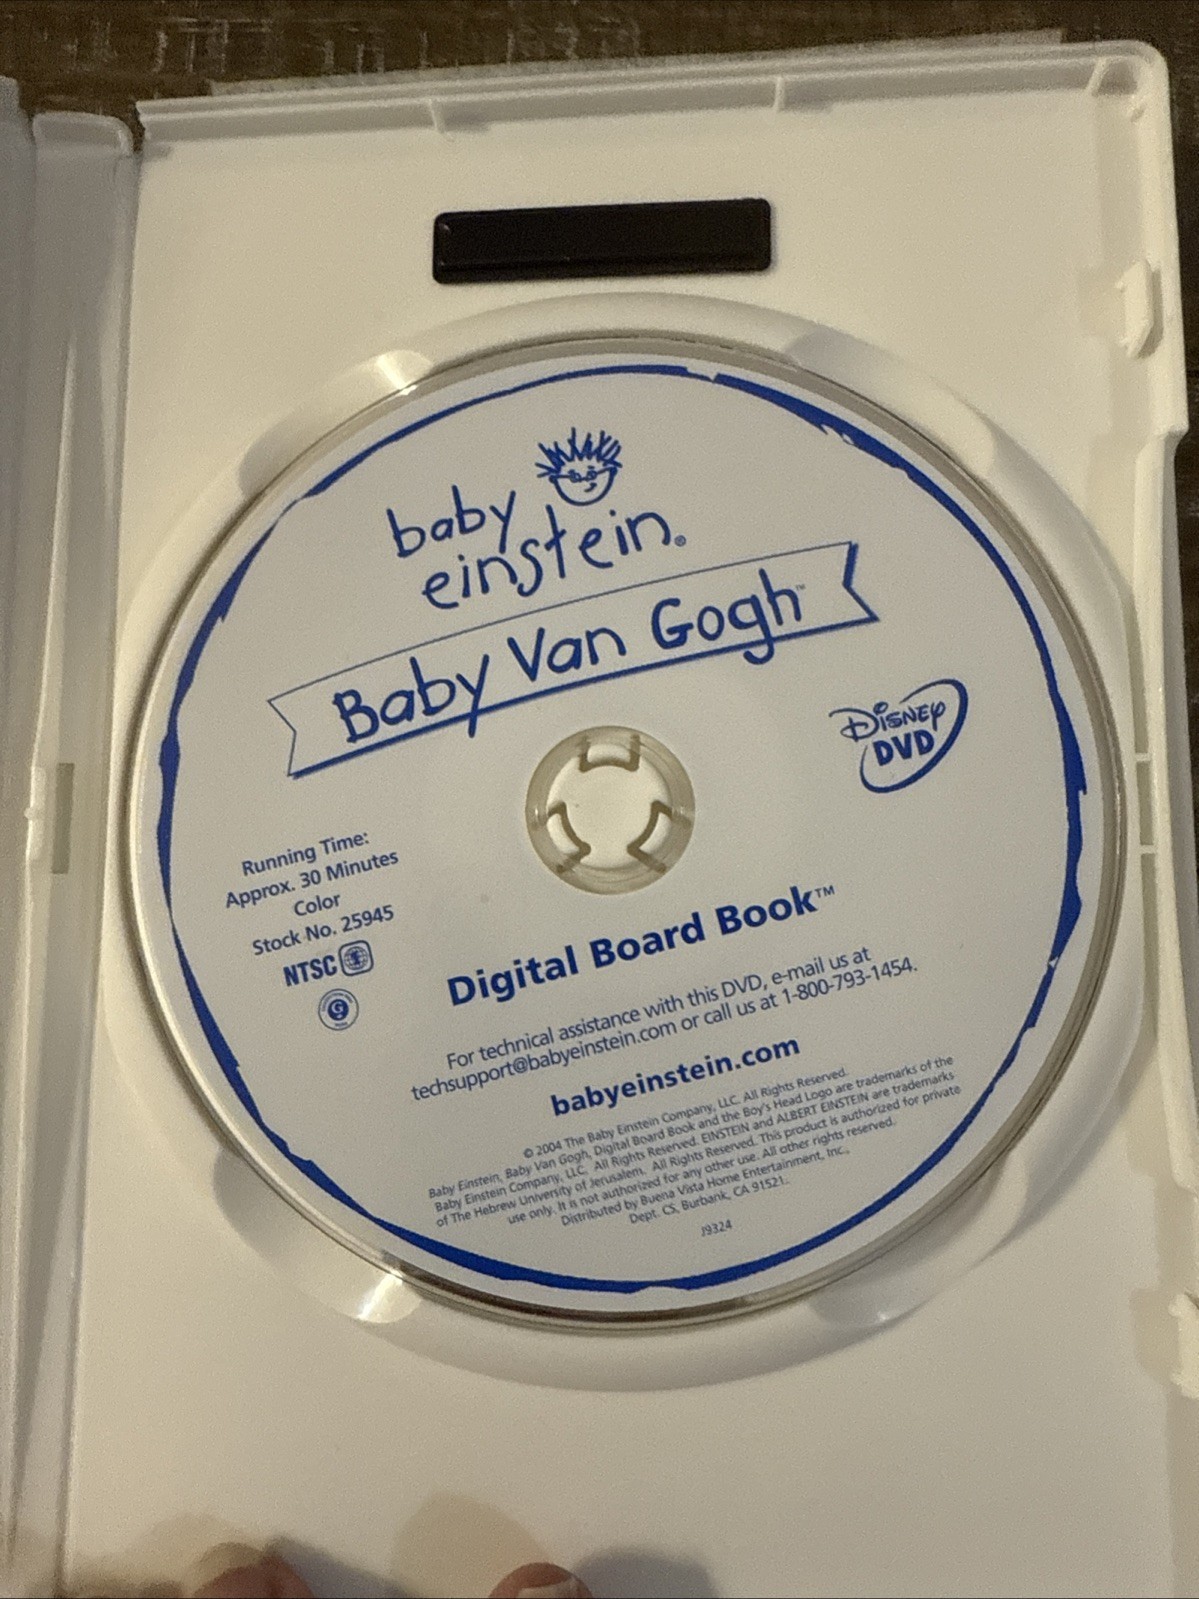 baby
einstein®
Baby Van Gogh™
Disney
DVD
Running Time:
Approx. 30 Minutes
Color
Stock No. 25945
NTSC
Digital Board Book™
For technical assistance with this DVD, e-mail us at
techsupport@babyeinstein.com or call us at 1-800-793-1454.
babyeinstein.com
© 2004 The Baby Einstein Company, LLC. All Rights Reserved.
Baby Einstein, Baby Van Gogh, Digital Board Book and the Boy's Head Logo are trademarks of the
Baby Einstein Company, LLC. All Rights Reserved. EINSTEIN and ALBERT EINSTEIN are trademarks
of The Hebrew University of Jerusalem. All Rights Reserved. This product is authorized for private
use only. It is not authorized for any other use. All other rights reserved.
Distributed by Buena Vista Home Entertainment, Inc.,
Dept. CS, Burbank, CA 91521.
J9324